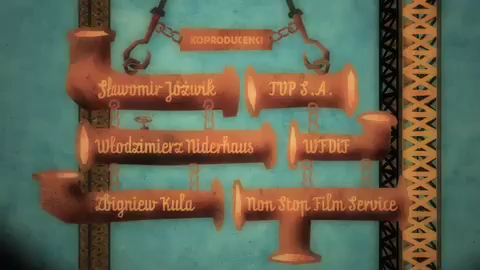 KOPRODUCENCI
Sławomir Jóźwik
TVP S.A.
Włodzimierz Niderhaus
WFDiF
Zbigniew Kula
Non Stop Film Service